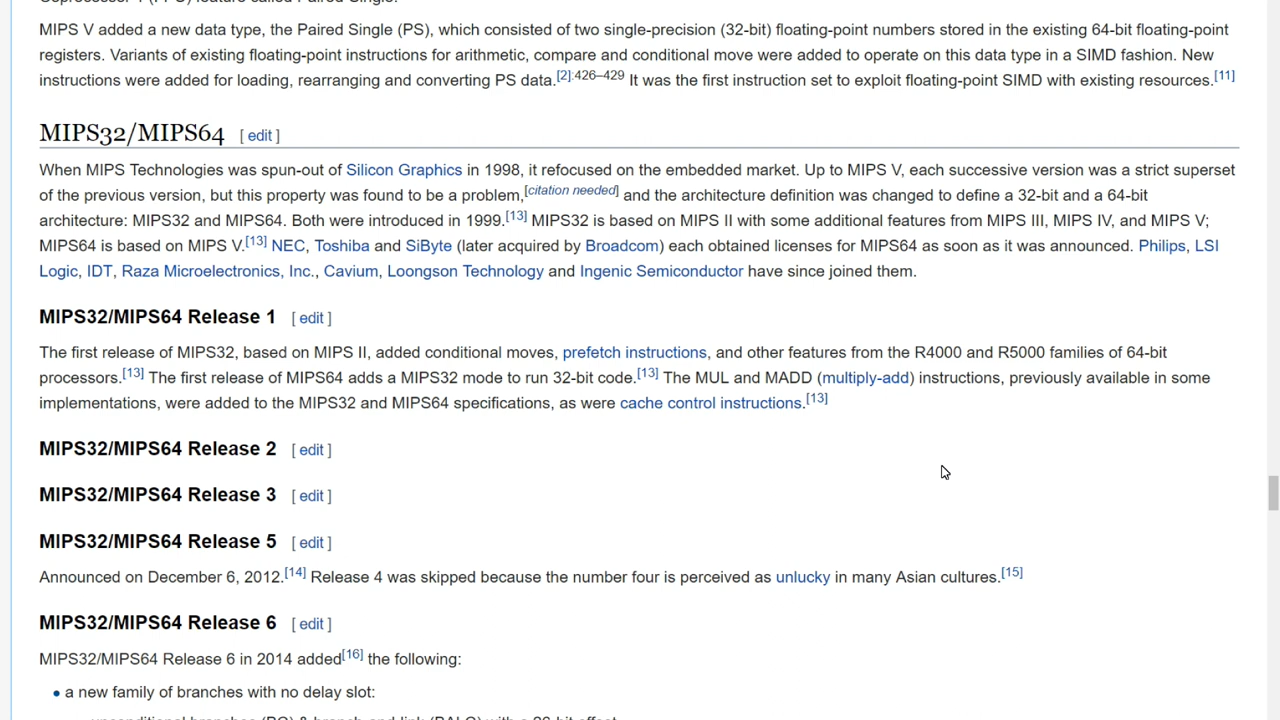 MIPS V added a new data type, the Paired Single (PS), which consisted of two single-precision (32-bit) floating-point numbers stored in the existing 64-bit floating-point
registers. Variants of existing floating-point instructions for arithmetic, compare and conditional move were added to operate on this data type in a SIMD fashion. New
instructions were added for loading, rearranging and converting PS data.[2]:426–429 It was the first instruction set to exploit floating-point SIMD with existing resources.[11]
MIPS32/MIPS64 [ edit ]
When MIPS Technologies was spun-out of Silicon Graphics in 1998, it refocused on the embedded market. Up to MIPS V, each successive version was a strict superset
of the previous version, but this property was found to be a problem,[citation needed] and the architecture definition was changed to define a 32-bit and a 64-bit
architecture: MIPS32 and MIPS64. Both were introduced in 1999.[13] MIPS32 is based on MIPS II with some additional features from MIPS III, MIPS IV, and MIPS V;
MIPS64 is based on MIPS V.[13] NEC, Toshiba and SiByte (later acquired by Broadcom) each obtained licenses for MIPS64 as soon as it was announced. Philips, LSI
Logic, IDT, Raza Microelectronics, Inc., Cavium, Loongson Technology and Ingenic Semiconductor have since joined them.
MIPS32/MIPS64 Release 1 [ edit ]
The first release of MIPS32, based on MIPS II, added conditional moves, prefetch instructions, and other features from the R4000 and R5000 families of 64-bit
processors.[13] The first release of MIPS64 adds a MIPS32 mode to run 32-bit code.[13] The MUL and MADD (multiply-add) instructions, previously available in some
implementations, were added to the MIPS32 and MIPS64 specifications, as were cache control instructions.[13]
MIPS32/MIPS64 Release 2 [ edit ]
MIPS32/MIPS64 Release 3 [ edit ]
MIPS32/MIPS64 Release 5 [ edit ]
Announced on December 6, 2012.[14] Release 4 was skipped because the number four is perceived as unlucky in many Asian cultures.[15]
MIPS32/MIPS64 Release 6 [ edit ]
MIPS32/MIPS64 Release 6 in 2014 added[16] the following:
• a new family of branches with no delay slot: